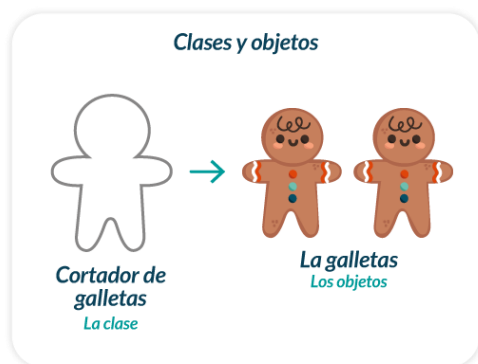 Clases y objetos
Cortador de
galletas
La clase
La galletas
Los objetos